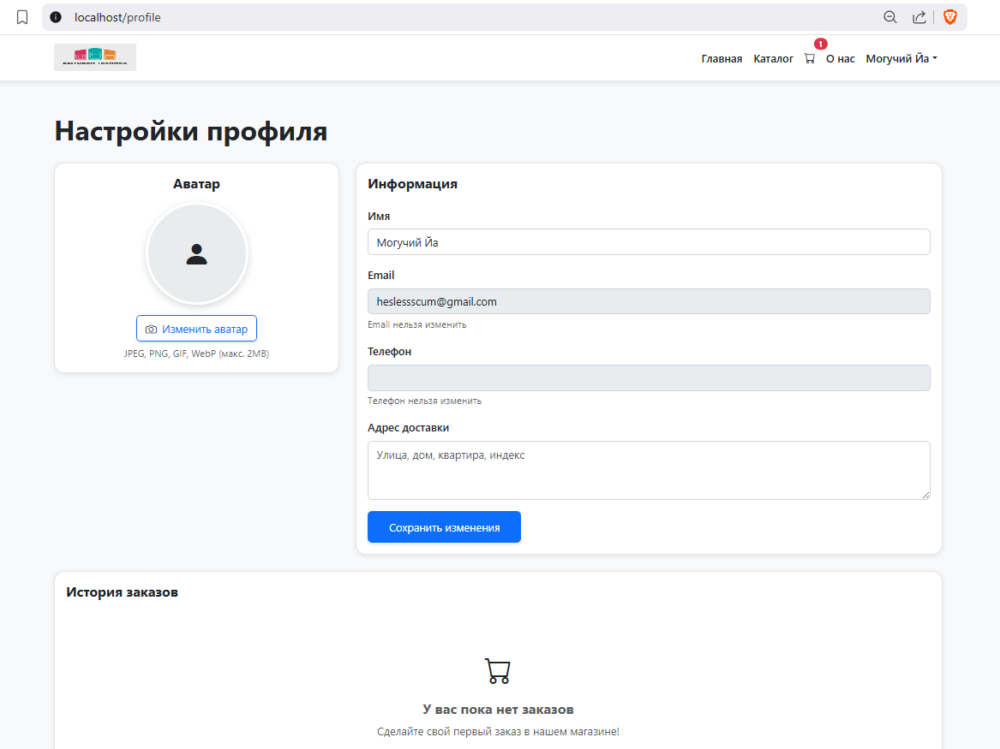 localhost/profile
БЫТОВАЯ ТЕХНИКА
Главная Каталог 1 О нас Могучий Йа
Настройки профиля
Аватар
Изменить аватар
JPEG, PNG, GIF, WebP (макс. 2MB)
Информация
Имя
Могучий Йа
Email
heslessscum@gmail.com
Email нельзя изменить
Телефон
Телефон нельзя изменить
Адрес доставки
Улица, дом, квартира, индекс
Сохранить изменения
История заказов
У вас пока нет заказов
Сделайте свой первый заказ в нашем магазине!